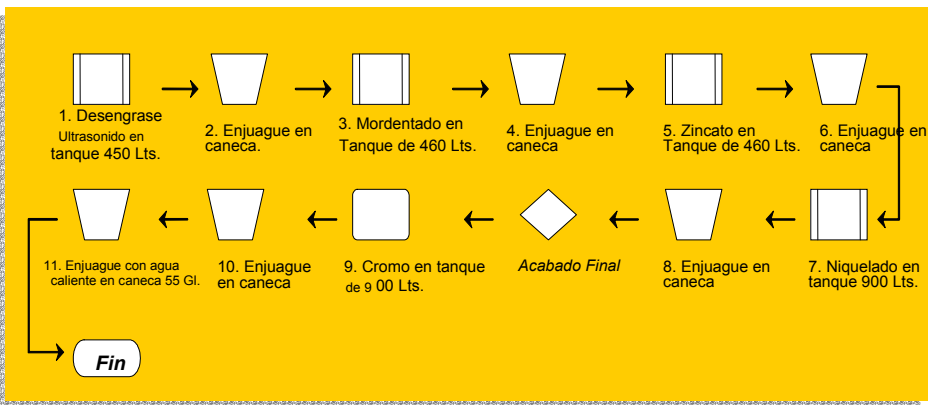 1. Desengrase
Ultrasonido en
tanque 450 Lts.
2. Enjuague en
caneca.
3. Mordentado en
Tanque de 460 Lts.
4. Enjuague en
caneca
5. Zincato en
Tanque de 460 Lts.
6. Enjuague en
caneca
7. Niquelado en
tanque 900 Lts.
8. Enjuague en
caneca
Acabado Final
9. Cromo en tanque
de 9 00 Lts.
10. Enjuague
en caneca
11. Enjuague con agua
caliente en caneca 55 Gl.
Fin